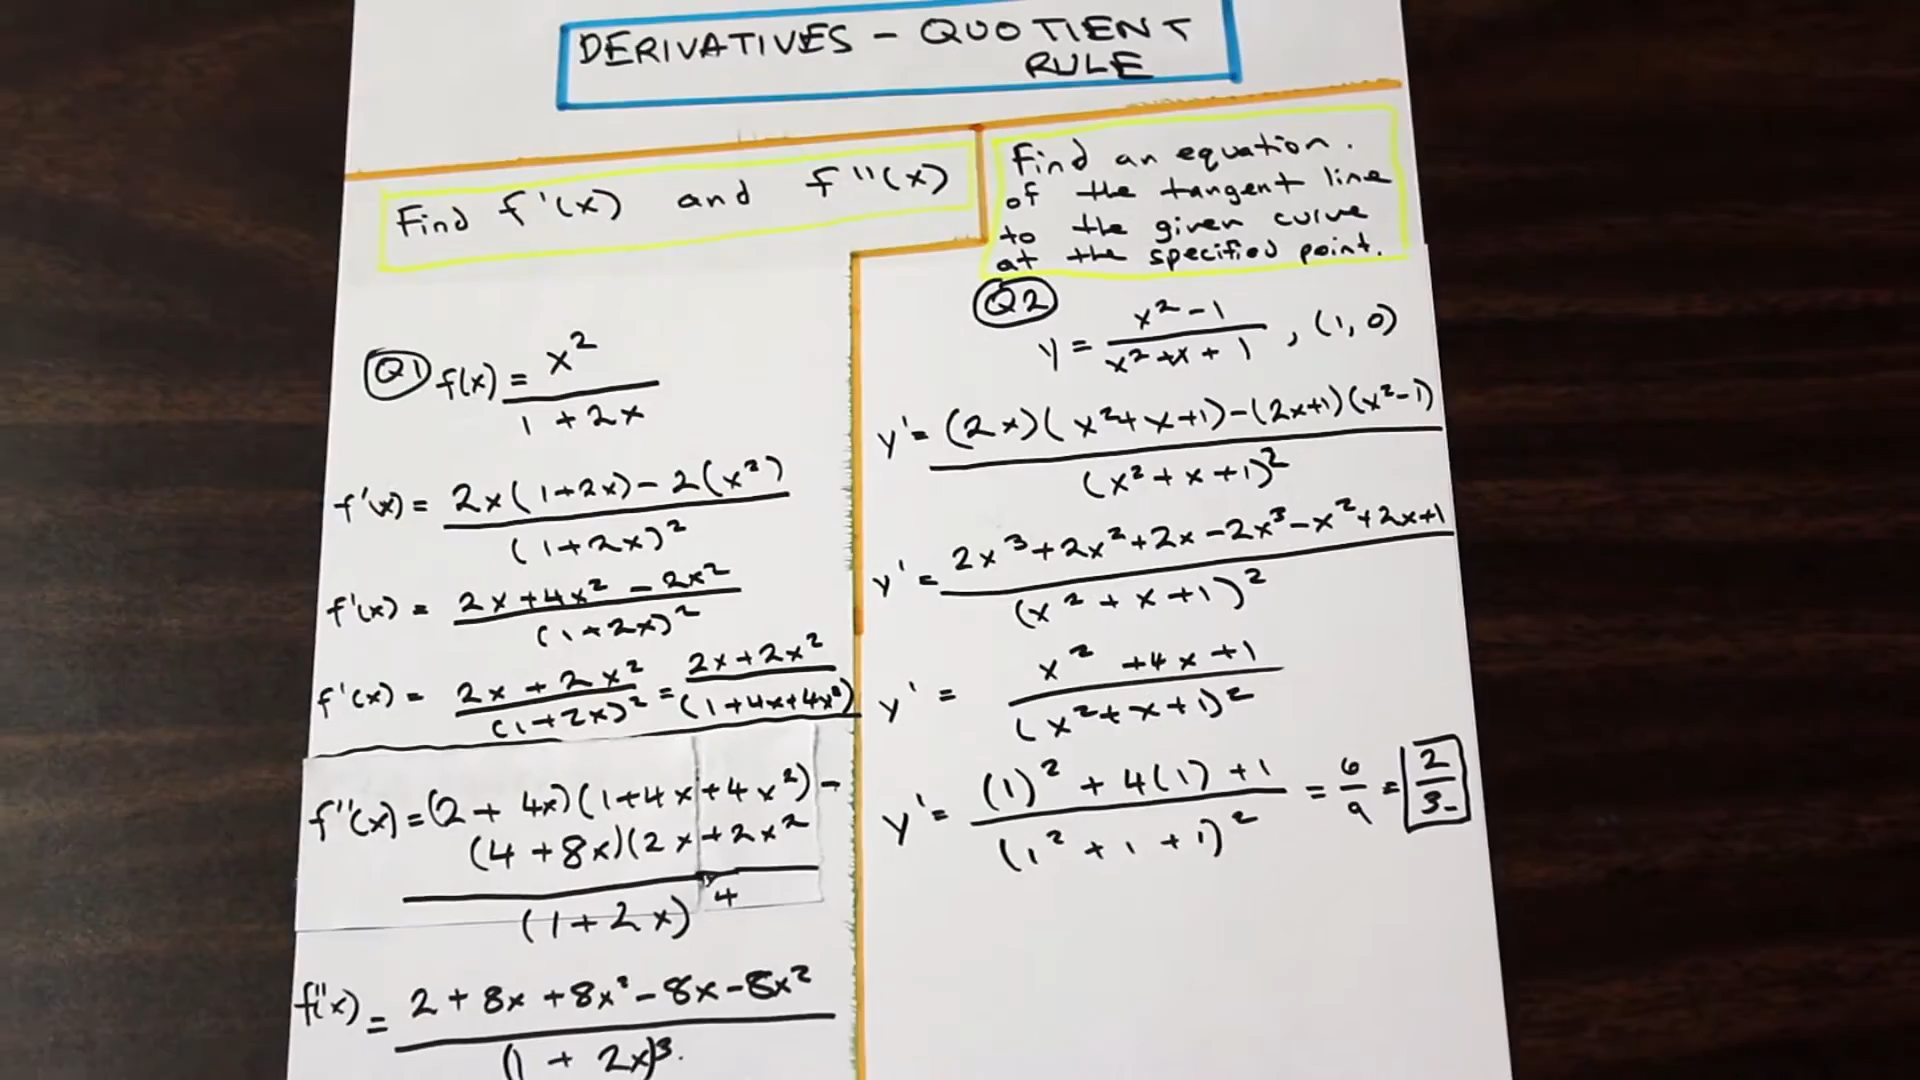 DERIVATIVES - QUOTIENT
RULE
Find f'(x) and f''(x)
Q1 f(x) = x²/(1+2x)
f'(x) = (2x(1+2x)-2(x²))/(1+2x)²
f'(x) = (2x+4x²-2x²)/(1+2x)²
f'(x) = (2x+2x²)/(1+2x)² = (2x+2x²)/(1+4x+4x²)
f''(x) = (2+4x)(1+4x+4x²)-
(4+8x)(2x+2x²
(1+2x)⁴
f''(x) = (2+8x+8x²-8x-8x²)/(1+2x)³.
Find an equation.
of the tangent line
to the given curve
at the specified point.
Q2
y = (x²-1)/(x²+x+1), (1,0)
y' = ((2x)(x²+x+1)-(2x+1)(x²-1))/(x²+x+1)²
y' = (2x³+2x²+2x-2x³-x²+2x+1)/(x²+x+1)²
y' = (x²+4x+1)/(x²+x+1)²
y' = ((1)²+4(1)+1)/(1²+1+1)² = 6/9 = 2/3